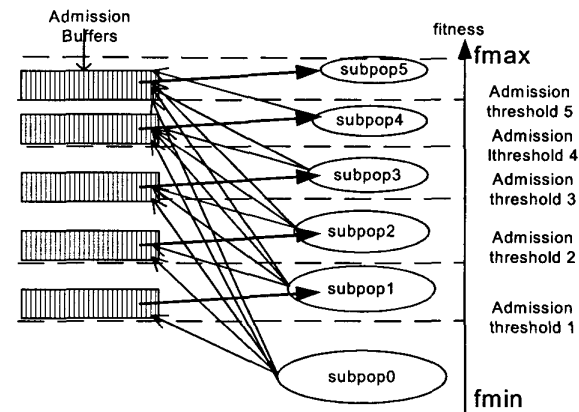 Admission
Buffers
fitness
fmax
subpop5
Admission
threshold 5
subpop4
Admission
lthreshold 4
subpop3
Admission
threshold 3
subpop2
Admission
threshold 2
subpop1
Admission
threshold 1
subpop0
fmin